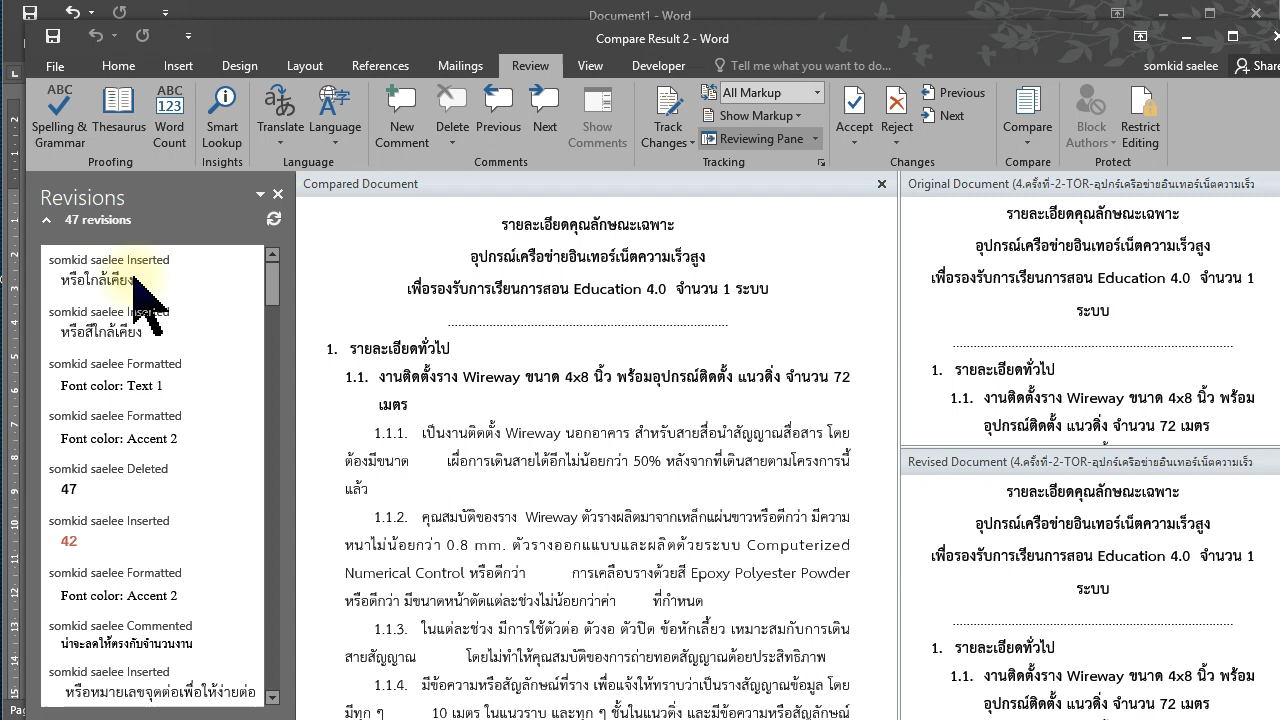 Document1 - Word
Compare Result 2 - Word
File Home Insert Design Layout References Mailings Review View Developer Tell me what you want to do... somkid saelee Share
ABC Spelling & Grammar
Thesaurus
ABC 123 Word Count
Smart Lookup
Translate
Language
New Comment
Delete
Previous
Next
Show Comments
Track Changes
All Markup
Show Markup
Reviewing Pane
Accept
Reject
Previous
Next
Compare
Block Authors
Restrict Editing
Proofing Insights Language Comments Tracking Changes Compare Protect
Revisions
47 revisions
somkid saelee Inserted
หรือใกล้เคียง
somkid saelee Inserted
หรือสีใกล้เคียง
somkid saelee Formatted
Font color: Text 1
somkid saelee Formatted
Font color: Accent 2
somkid saelee Deleted
47
somkid saelee Inserted
42
somkid saelee Formatted
Font color: Accent 2
somkid saelee Commented
น่าจะลดให้ตรงกับจำนวนงาน
somkid saelee Inserted
หรือหมายเลขจุดต่อเพื่อให้ง่ายต่อ
Compared Document
รายละเอียดคุณลักษณะเฉพาะ
อุปกรณ์เครือข่ายอินเทอร์เน็ตความเร็วสูง
เพื่อรองรับการเรียนการสอน Education 4.0 จำนวน 1 ระบบ
1. รายละเอียดทั่วไป
1.1. งานติดตั้งราง Wireway ขนาด 4x8 นิ้ว พร้อมอุปกรณ์ติดตั้ง แนวดิ่ง จำนวน 72
เมตร
1.1.1. เป็นงานติดตั้ง Wireway นอกอาคาร สำหรับสายสื่อนำสัญญาณสื่อสาร โดย
ต้องมีขนาด เผื่อการเดินสายได้อีกไม่น้อยกว่า 50% หลังจากที่เดินสายตามโครงการนี้
แล้ว
1.1.2. คุณสมบัติของราง Wireway ตัวรางผลิตมาจากเหล็กแผ่นขาวหรือดีกว่า มีความ
หนาไม่น้อยกว่า 0.8 mm. ตัวรางออกแบบและผลิตด้วยระบบ Computerized
Numerical Control หรือดีกว่า การเคลือบรางด้วยสี Epoxy Polyester Powder
หรือดีกว่า มีขนาดหน้าตัดแต่ละช่วงไม่น้อยกว่าค่า ที่กำหนด
1.1.3. ในแต่ละช่วง มีการใช้ตัวต่อ ตัวงอ ตัวปิด ข้อหักเลี้ยว เหมาะสมกับการเดิน
สายสัญญาณ โดยไม่ทำให้คุณสมบัติของการถ่ายทอดสัญญาณด้อยประสิทธิภาพ
1.1.4. มีข้อความหรือสัญลักษณ์ที่ราง เพื่อแจ้งให้ทราบว่าเป็นรางสัญญาณข้อมูล โดย
มีทุก ๆ 10 เมตร ในแนวราบ และทุก ๆ ชั้นในแนวดิ่ง และมีข้อความหรือสัญลักษณ์
Original Document (4.ครั้งที่-2-TOR-อุปกร์เครือข่ายอินเทอร์เน็ตความเร็ว
รายละเอียดคุณลักษณะเฉพาะ
อุปกรณ์เครือข่ายอินเทอร์เน็ตความเร็วสูง
เพื่อรองรับการเรียนการสอน Education 4.0 จำนวน 1
ระบบ
1. รายละเอียดทั่วไป
1.1. งานติดตั้งราง Wireway ขนาด 4x8 นิ้ว พร้อม
อุปกรณ์ติดตั้ง แนวดิ่ง จำนวน 72 เมตร
Revised Document (4.ครั้งที่-2-TOR-อุปกร์เครือข่ายอินเทอร์เน็ตความเร็ว
รายละเอียดคุณลักษณะเฉพาะ
อุปกรณ์เครือข่ายอินเทอร์เน็ตความเร็วสูง
เพื่อรองรับการเรียนการสอน Education 4.0 จำนวน 1
ระบบ
1. รายละเอียดทั่วไป
1.1. งานติดตั้งราง Wireway ขนาด 4x8 นิ้ว พร้อม
อุปกรณ์ติดตั้ง แนวดิ่ง จำนวน 72 เมตร